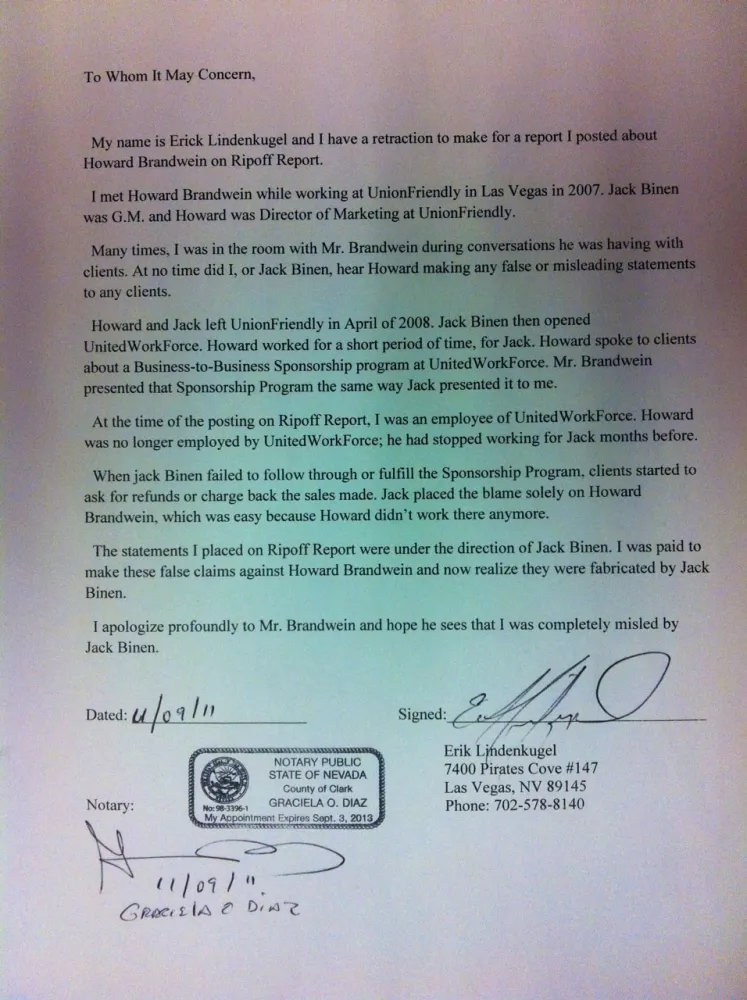 To Whom It May Concern,
My name is Erick Lindenkugel and I have a retraction to make for a report I posted about
Howard Brandwein on Ripoff Report.
I met Howard Brandwein while working at UnionFriendly in Las Vegas in 2007. Jack Binen
was G.M. and Howard was Director of Marketing at UnionFriendly.
Many times, I was in the room with Mr. Brandwein during conversations he was having with
clients. At no time did I, or Jack Binen, hear Howard making any false or misleading statements
to any clients.
Howard and Jack left UnionFriendly in April of 2008. Jack Binen then opened
UnitedWorkForce. Howard worked for a short period of time, for Jack. Howard spoke to clients
about a Business-to-Business Sponsorship program at UnitedWorkForce. Mr. Brandwein
presented that Sponsorship Program the same way Jack presented it to me.
At the time of the posting on Ripoff Report, I was an employee of UnitedWorkForce. Howard
was no longer employed by UnitedWorkForce; he had stopped working for Jack months before.
When jack Binen failed to follow through or fulfill the Sponsorship Program, clients started to
ask for refunds or charge back the sales made. Jack placed the blame solely on Howard
Brandwein, which was easy because Howard didn't work there anymore.
The statements I placed on Ripoff Report were under the direction of Jack Binen. I was paid to
make these false claims against Howard Brandwein and now realize they were fabricated by Jack
Binen.
I apologize profoundly to Mr. Brandwein and hope he sees that I was completely misled by
Jack Binen.
Dated: 11/09/11
Signed:
Erik Lindenkugel
7400 Pirates Cove #147
Las Vegas, NV 89145
Phone: 702-578-8140
Notary:
NOTARY PUBLIC
STATE OF NEVADA
County of Clark
No: 98-3396-1 GRACIELA O. DIAZ
My Appointment Expires Sept. 3, 2013
11/09/11.
GRACIELA O DIAZ